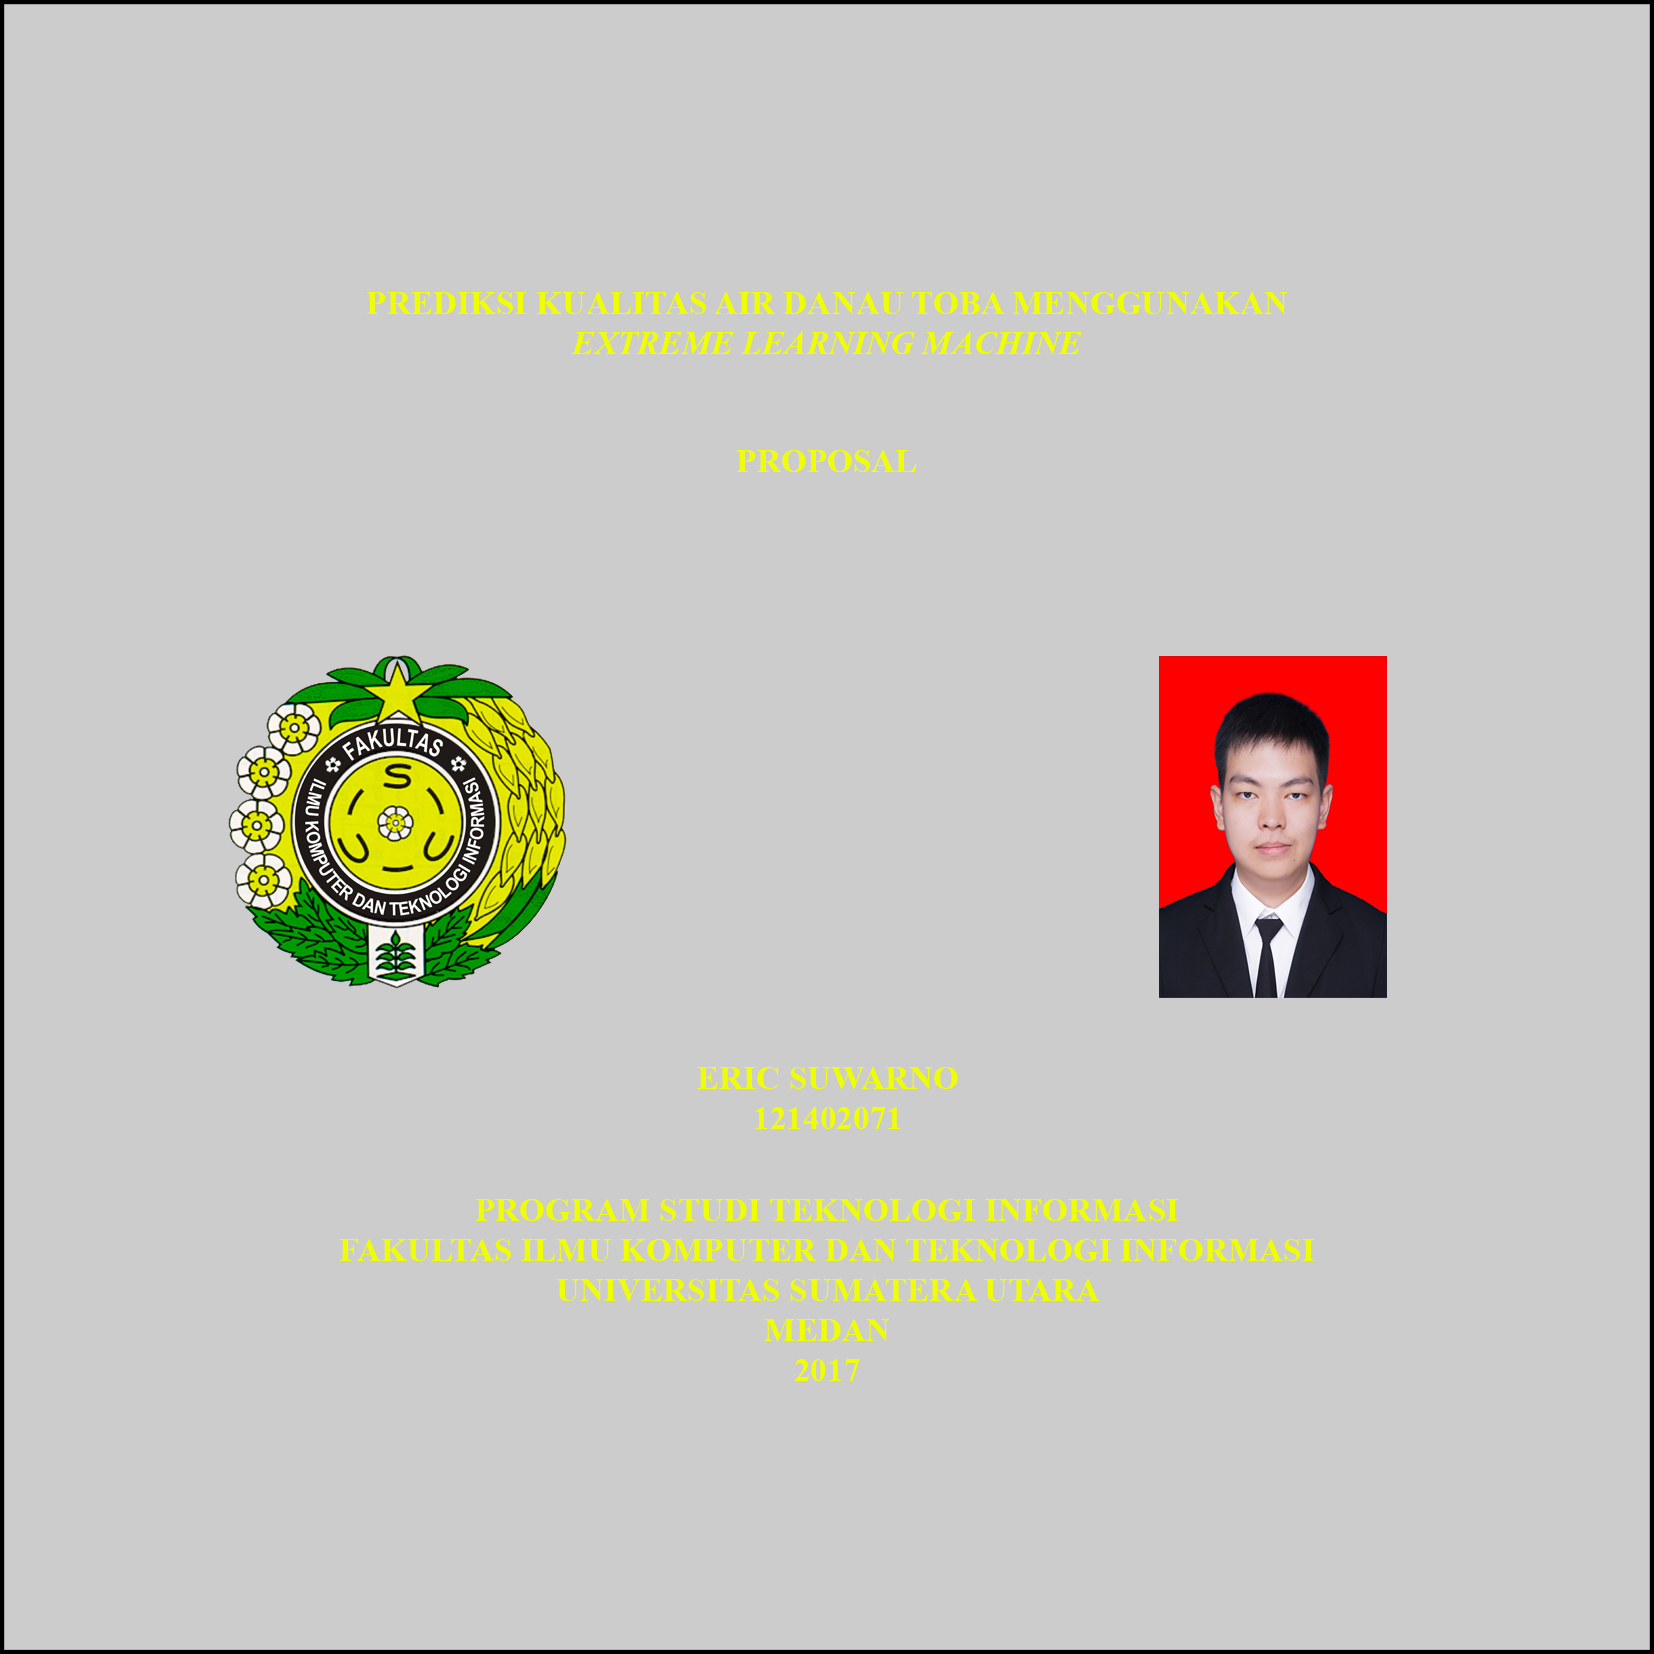 PREDIKSI KUALITAS AIR DANAU TOBA MENGGUNAKAN
EXTREME LEARNING MACHINE
PROPOSAL
FAKULTAS
ILMU KOMPUTER DAN TEKNOLOGI INFORMASI
U S U
ERIC SUWARNO
121402071
PROGRAM STUDI TEKNOLOGI INFORMASI
FAKULTAS ILMU KOMPUTER DAN TEKNOLOGI INFORMASI
UNIVERSITAS SUMATERA UTARA
MEDAN
2017